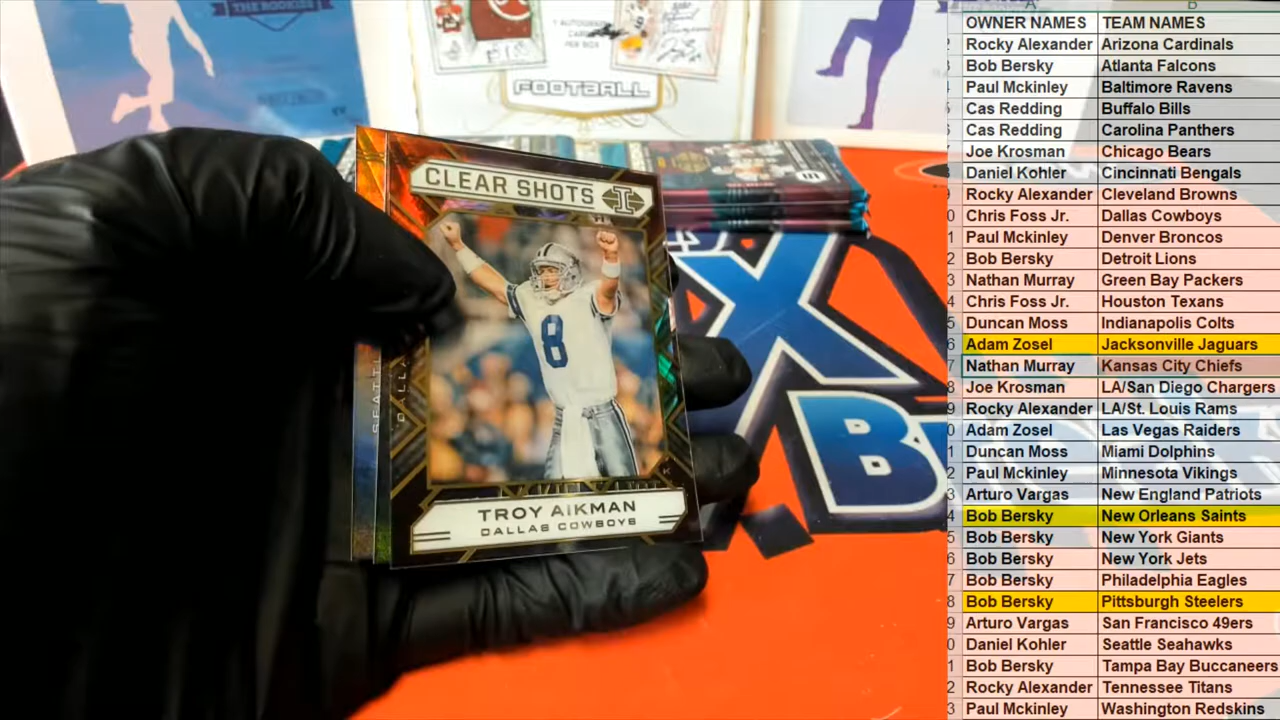 THE ROOKIES
1 AUTOGRAPH
PER BOX
FOOTBALL
CLEAR SHOTS I
8
TROY AIKMAN
DALLAS COWBOYS
OWNER NAMES TEAM NAMES
Rocky Alexander Arizona Cardinals
Bob Bersky Atlanta Falcons
Paul Mckinley Baltimore Ravens
Cas Redding Buffalo Bills
Cas Redding Carolina Panthers
Joe Krosman Chicago Bears
Daniel Kohler Cincinnati Bengals
Rocky Alexander Cleveland Browns
Chris Foss Jr. Dallas Cowboys
Paul Mckinley Denver Broncos
Bob Bersky Detroit Lions
Nathan Murray Green Bay Packers
Chris Foss Jr. Houston Texans
Duncan Moss Indianapolis Colts
Adam Zosel Jacksonville Jaguars
Nathan Murray Kansas City Chiefs
Joe Krosman LA/San Diego Chargers
Rocky Alexander LA/St. Louis Rams
Adam Zosel Las Vegas Raiders
Duncan Moss Miami Dolphins
Paul Mckinley Minnesota Vikings
Arturo Vargas New England Patriots
Bob Bersky New Orleans Saints
Bob Bersky New York Giants
Bob Bersky New York Jets
Bob Bersky Philadelphia Eagles
Bob Bersky Pittsburgh Steelers
Arturo Vargas San Francisco 49ers
Daniel Kohler Seattle Seahawks
Bob Bersky Tampa Bay Buccaneers
Rocky Alexander Tennessee Titans
Paul Mckinley Washington Redskins